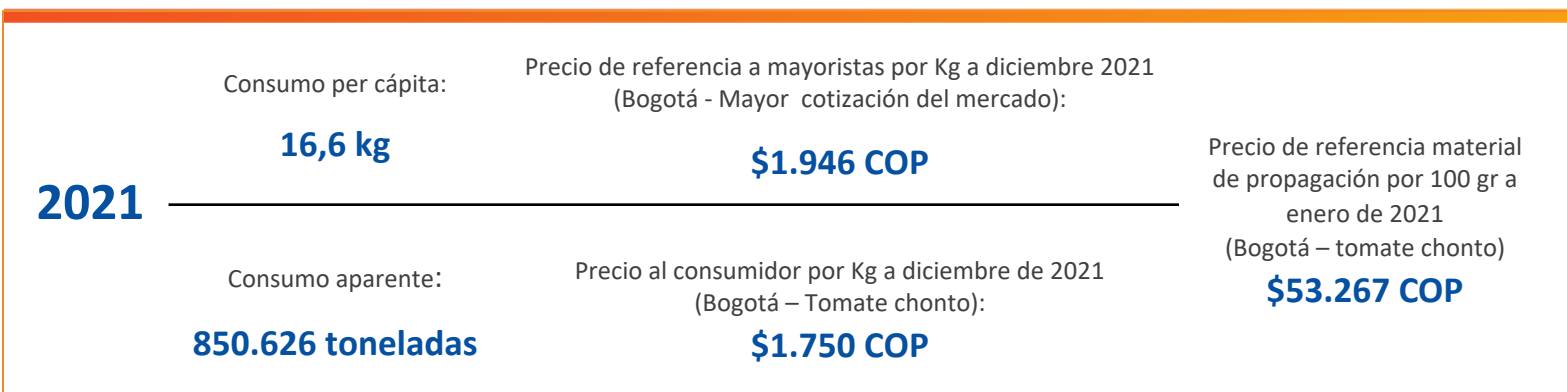 2021
Consumo per cápita:
16,6 kg
Precio de referencia a mayoristas por Kg a diciembre 2021
(Bogotá - Mayor cotización del mercado):
$1.946 COP
Consumo aparente:
850.626 toneladas
Precio al consumidor por Kg a diciembre de 2021
(Bogotá – Tomate chonto):
$1.750 COP
Precio de referencia material
de propagación por 100 gr a
enero de 2021
(Bogotá – tomate chonto)
$53.267 COP